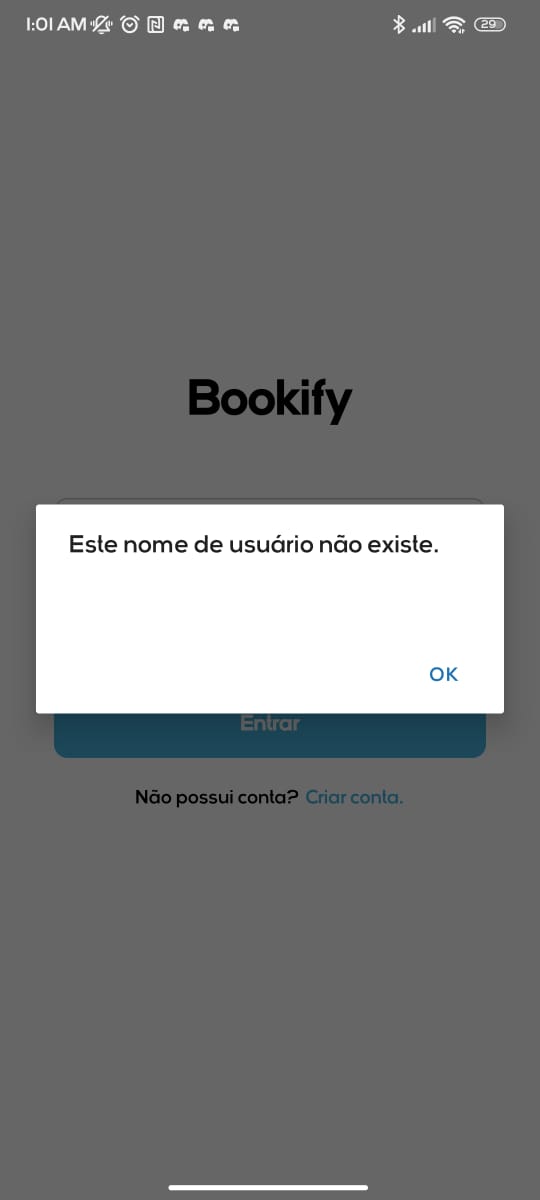 1:01 AM
29
Bookify
Este nome de usuário não existe.
OK
Entrar
Não possui conta? Criar conta.